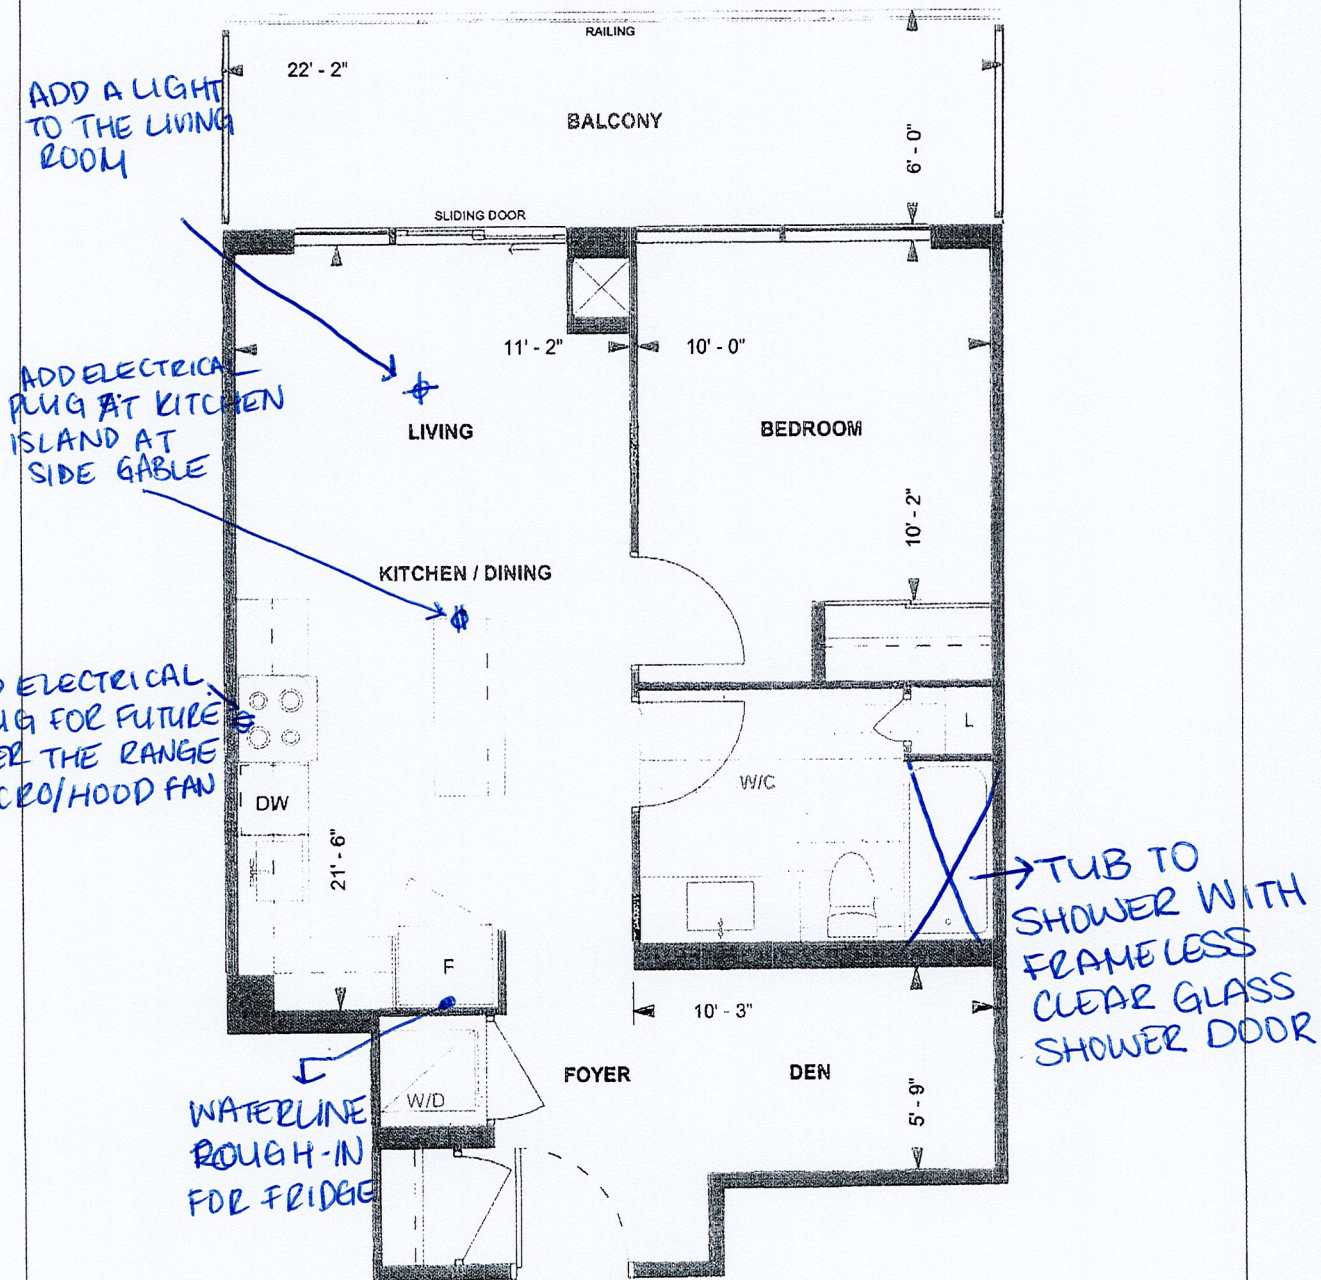 RAILING
22' - 2"
ADD A LIGHT
TO THE LIVING
ROOM
BALCONY
6' - 0"
SLIDING DOOR
11' - 2"
10' - 0"
ADD ELECTRICAL
PLUG AT KITCHEN
ISLAND AT
SIDE GABLE
LIVING
BEDROOM
10' - 2"
KITCHEN / DINING
ELECTRICAL
FOR FUTURE
THE RANGE
/HOOD FAN
L
W/C
DW
21' - 6"
TUB TO
SHOWER WITH
FRAMELESS
CLEAR GLASS
SHOWER DOOR
F
10' - 3"
FOYER
DEN
W/D
5' - 9"
WATERLINE
ROUGH-IN
FOR FRIDGE